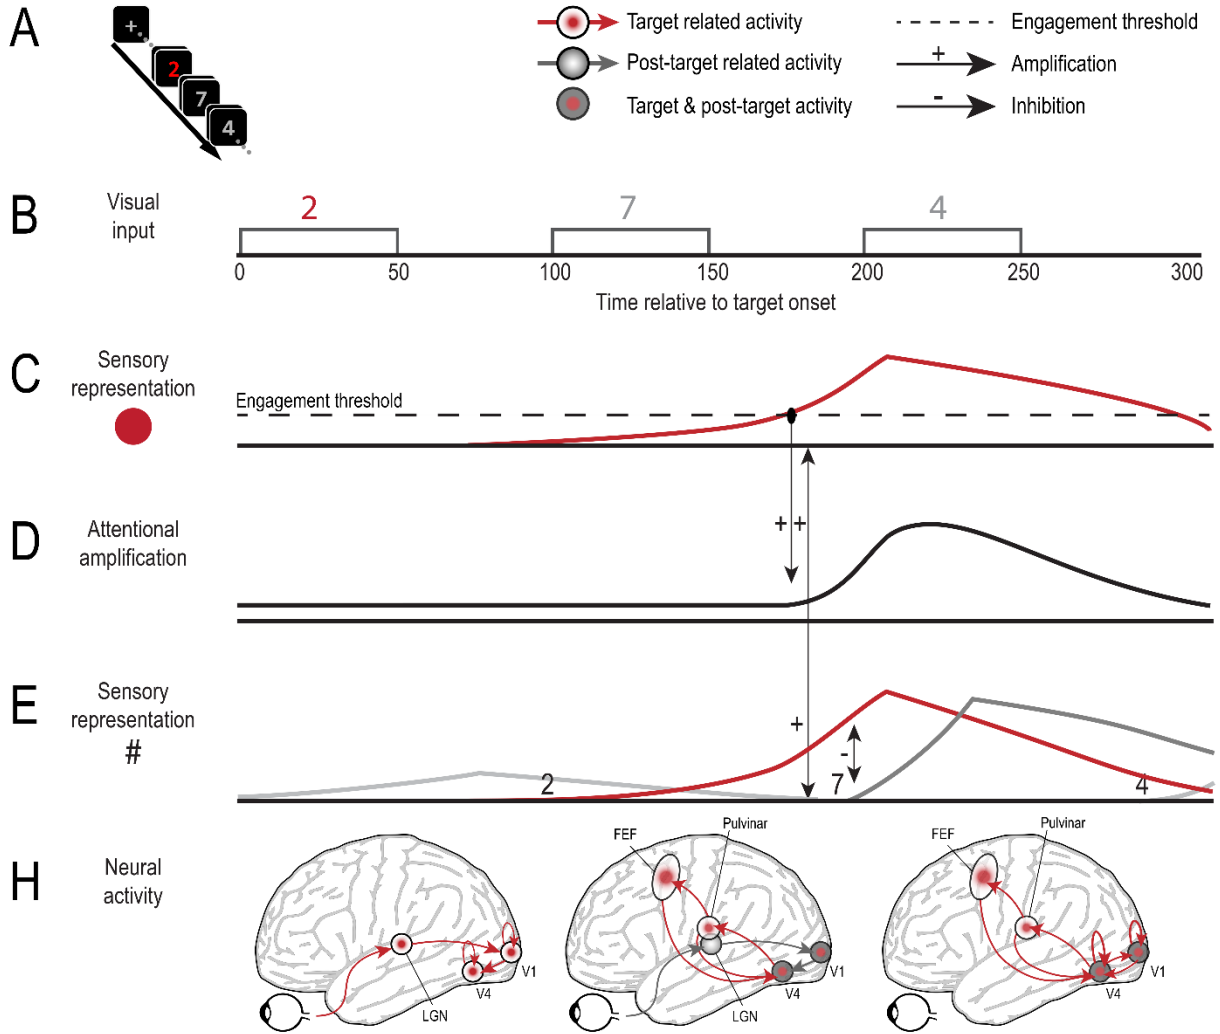 A
+
2
7
4
Target related activity
Post-target related activity
Target & post-target activity
Engagement threshold
+
Amplification
-
Inhibition
B
Visual
input
2
7
4
0
50
100
150
200
250
300
Time relative to target onset
C
Sensory
representation
Engagement threshold
D
Attentional
amplification
+ +
E
Sensory
representation
#
+
-
2
7
4
H
Neural
activity
V1
V4
LGN
FEF
Pulvinar
V1
V4
LGN
FEF
Pulvinar
V1
V4